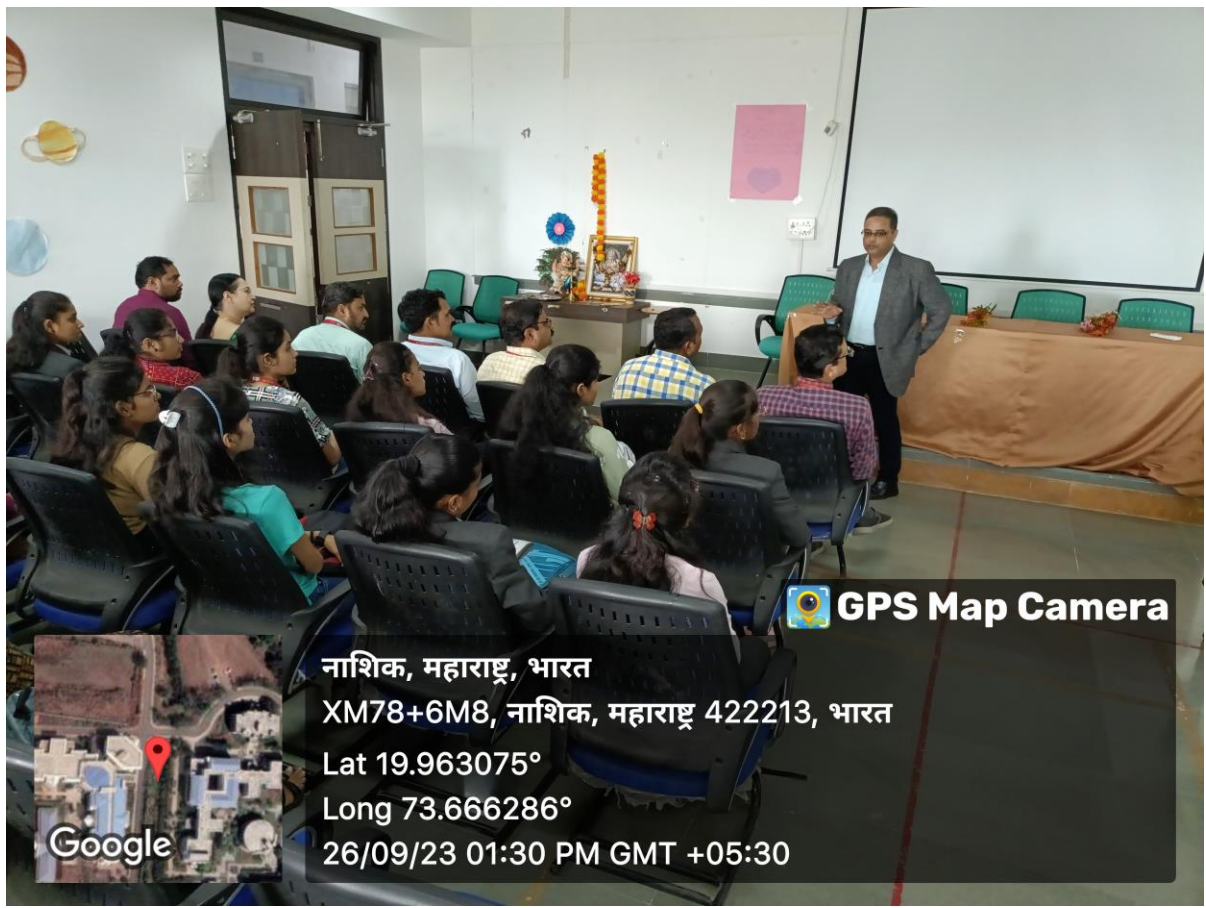 GPS Map Camera
नाशिक, महाराष्ट्र, भारत
XM78+6M8, नाशिक, महाराष्ट्र 422213, भारत
Lat 19.963075°
Long 73.666286°
26/09/23 01:30 PM GMT +05:30
Google